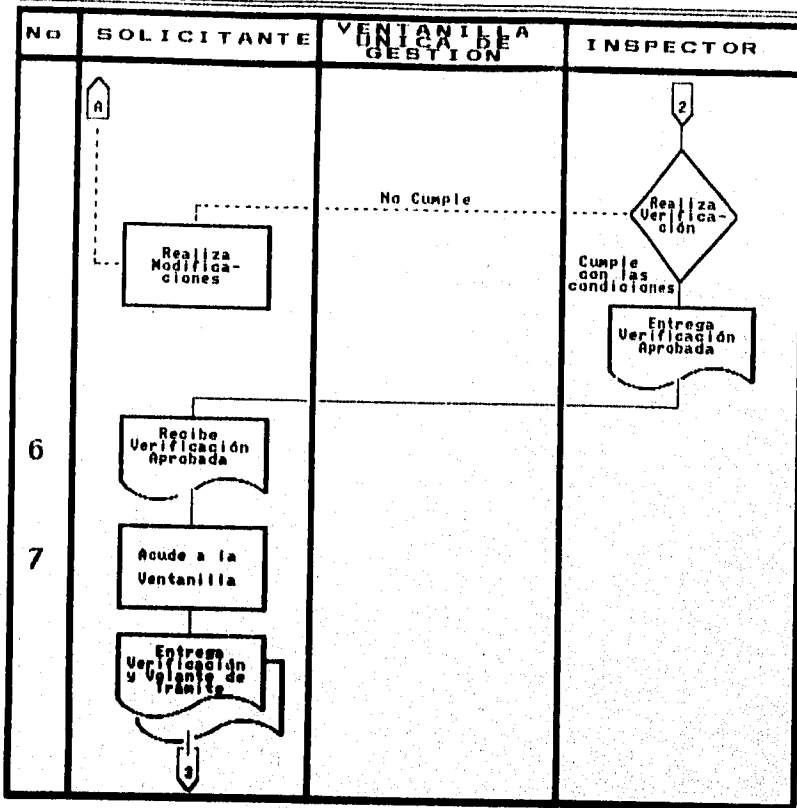 No
SOLICITANTE
VENTANILLA
UNICA DE
GESTION
INSPECTOR
A
2
No Cumple
Realiza
Verifica-
ción
Realiza
Modifica-
ciones
Cumple
con las
condiciones
Entrega
Verificación
Aprobada
6
Recibe
Verificación
Aprobada
7
Acude a la
Ventanilla
Entrega
Verificación
y Volante de
Trámite
3